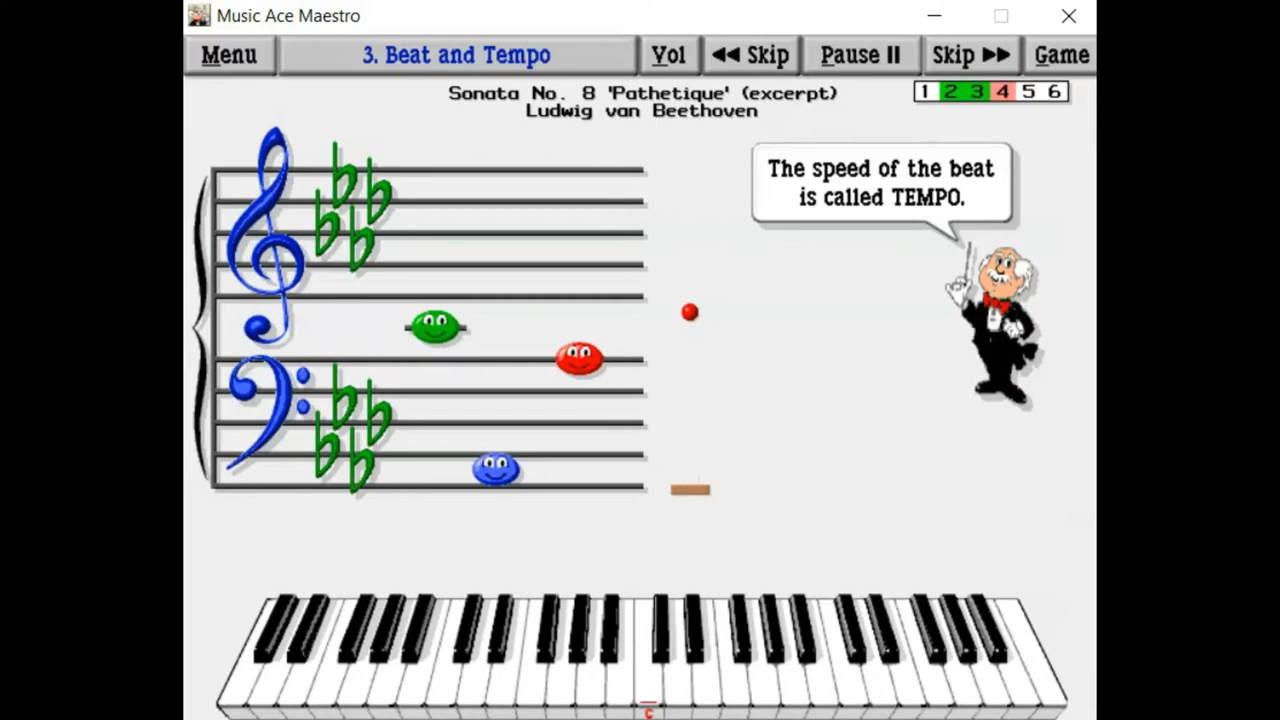 Music Ace Maestro
Menu 3. Beat and Tempo Vol Skip Pause Skip Game
Sonata No. 8 'Pathetique' (excerpt)
Ludwig van Beethoven
1 2 3 4 5 6
The speed of the beat
is called TEMPO.
C